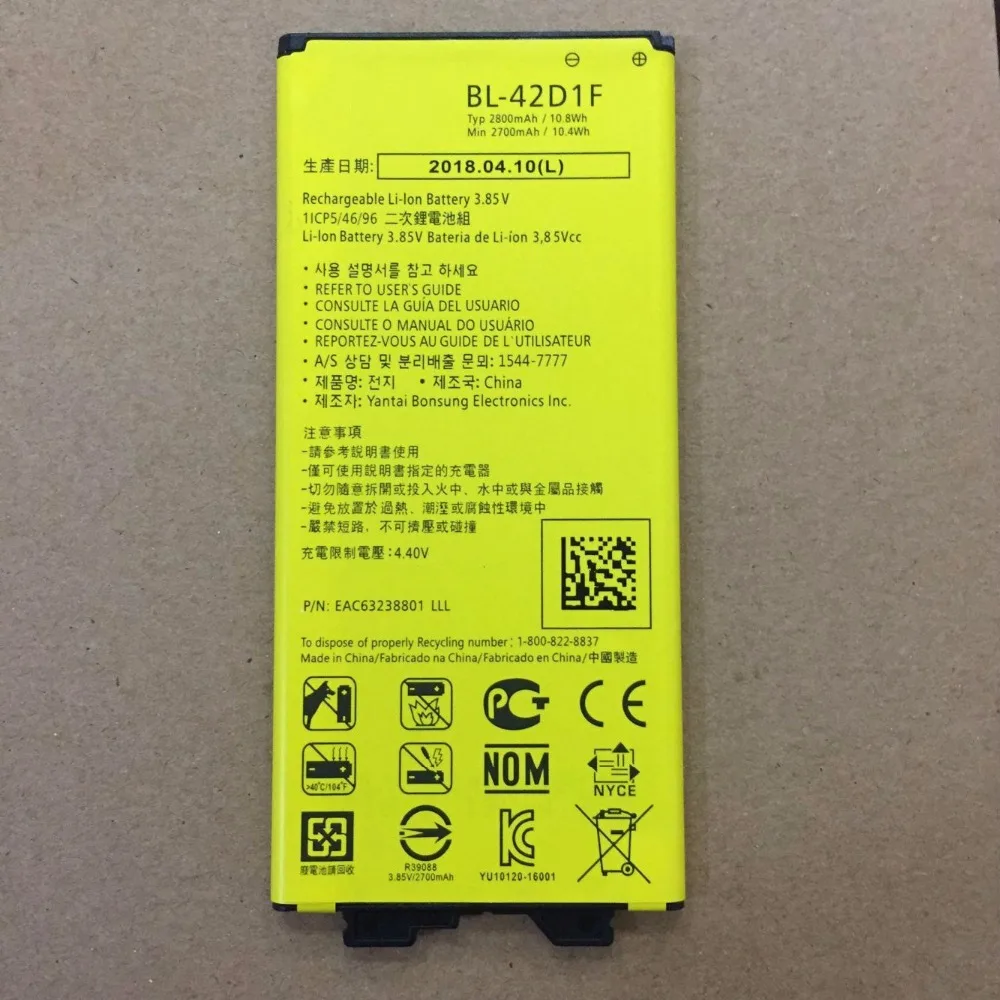 ⊖ ⊕
BL-42D1F
Typ 2800mAh / 10.8Wh
Min 2700mAh / 10.4Wh
生產日期: 2018.04.10(L)
Rechargeable Li-Ion Battery 3.85V
1ICP5/46/96 二次鋰電池組
Li-Ion Battery 3.85V Bateria de Li-íon 3,85Vcc
• 사용 설명서를 참고 하세요
• REFER TO USER'S GUIDE
• CONSULTE LA GUÍA DEL USUARIO
• CONSULTE O MANUAL DO USUÁRIO
• REPORTEZ-VOUS AU GUIDE DE L`UTILISATEUR
• A/S 상담 및 분리배출 문의: 1544-7777
• 제품명: 전지 • 제조국: China
• 제조자: Yantai Bonsung Electronics Inc.
注意事項
-請參考說明書使用
-僅可使用說明書指定的充電器
-切勿隨意拆開或投入火中、水中或與金屬品接觸
-避免放置於過熱、潮溼或腐蝕性環境中
-嚴禁短路，不可擠壓或碰撞
充電限制電壓:4.40V
P/N: EAC63238801 LLL
To dispose of properly Recycling number: 1-800-822-8837
Made in China/Fabricado na China/Fabricado en China/中國製造
PCT CE
>40°C/104°F NOM NYCE
廢電池請回收 R39088 YU10120-16001
3.85V/2700mAh